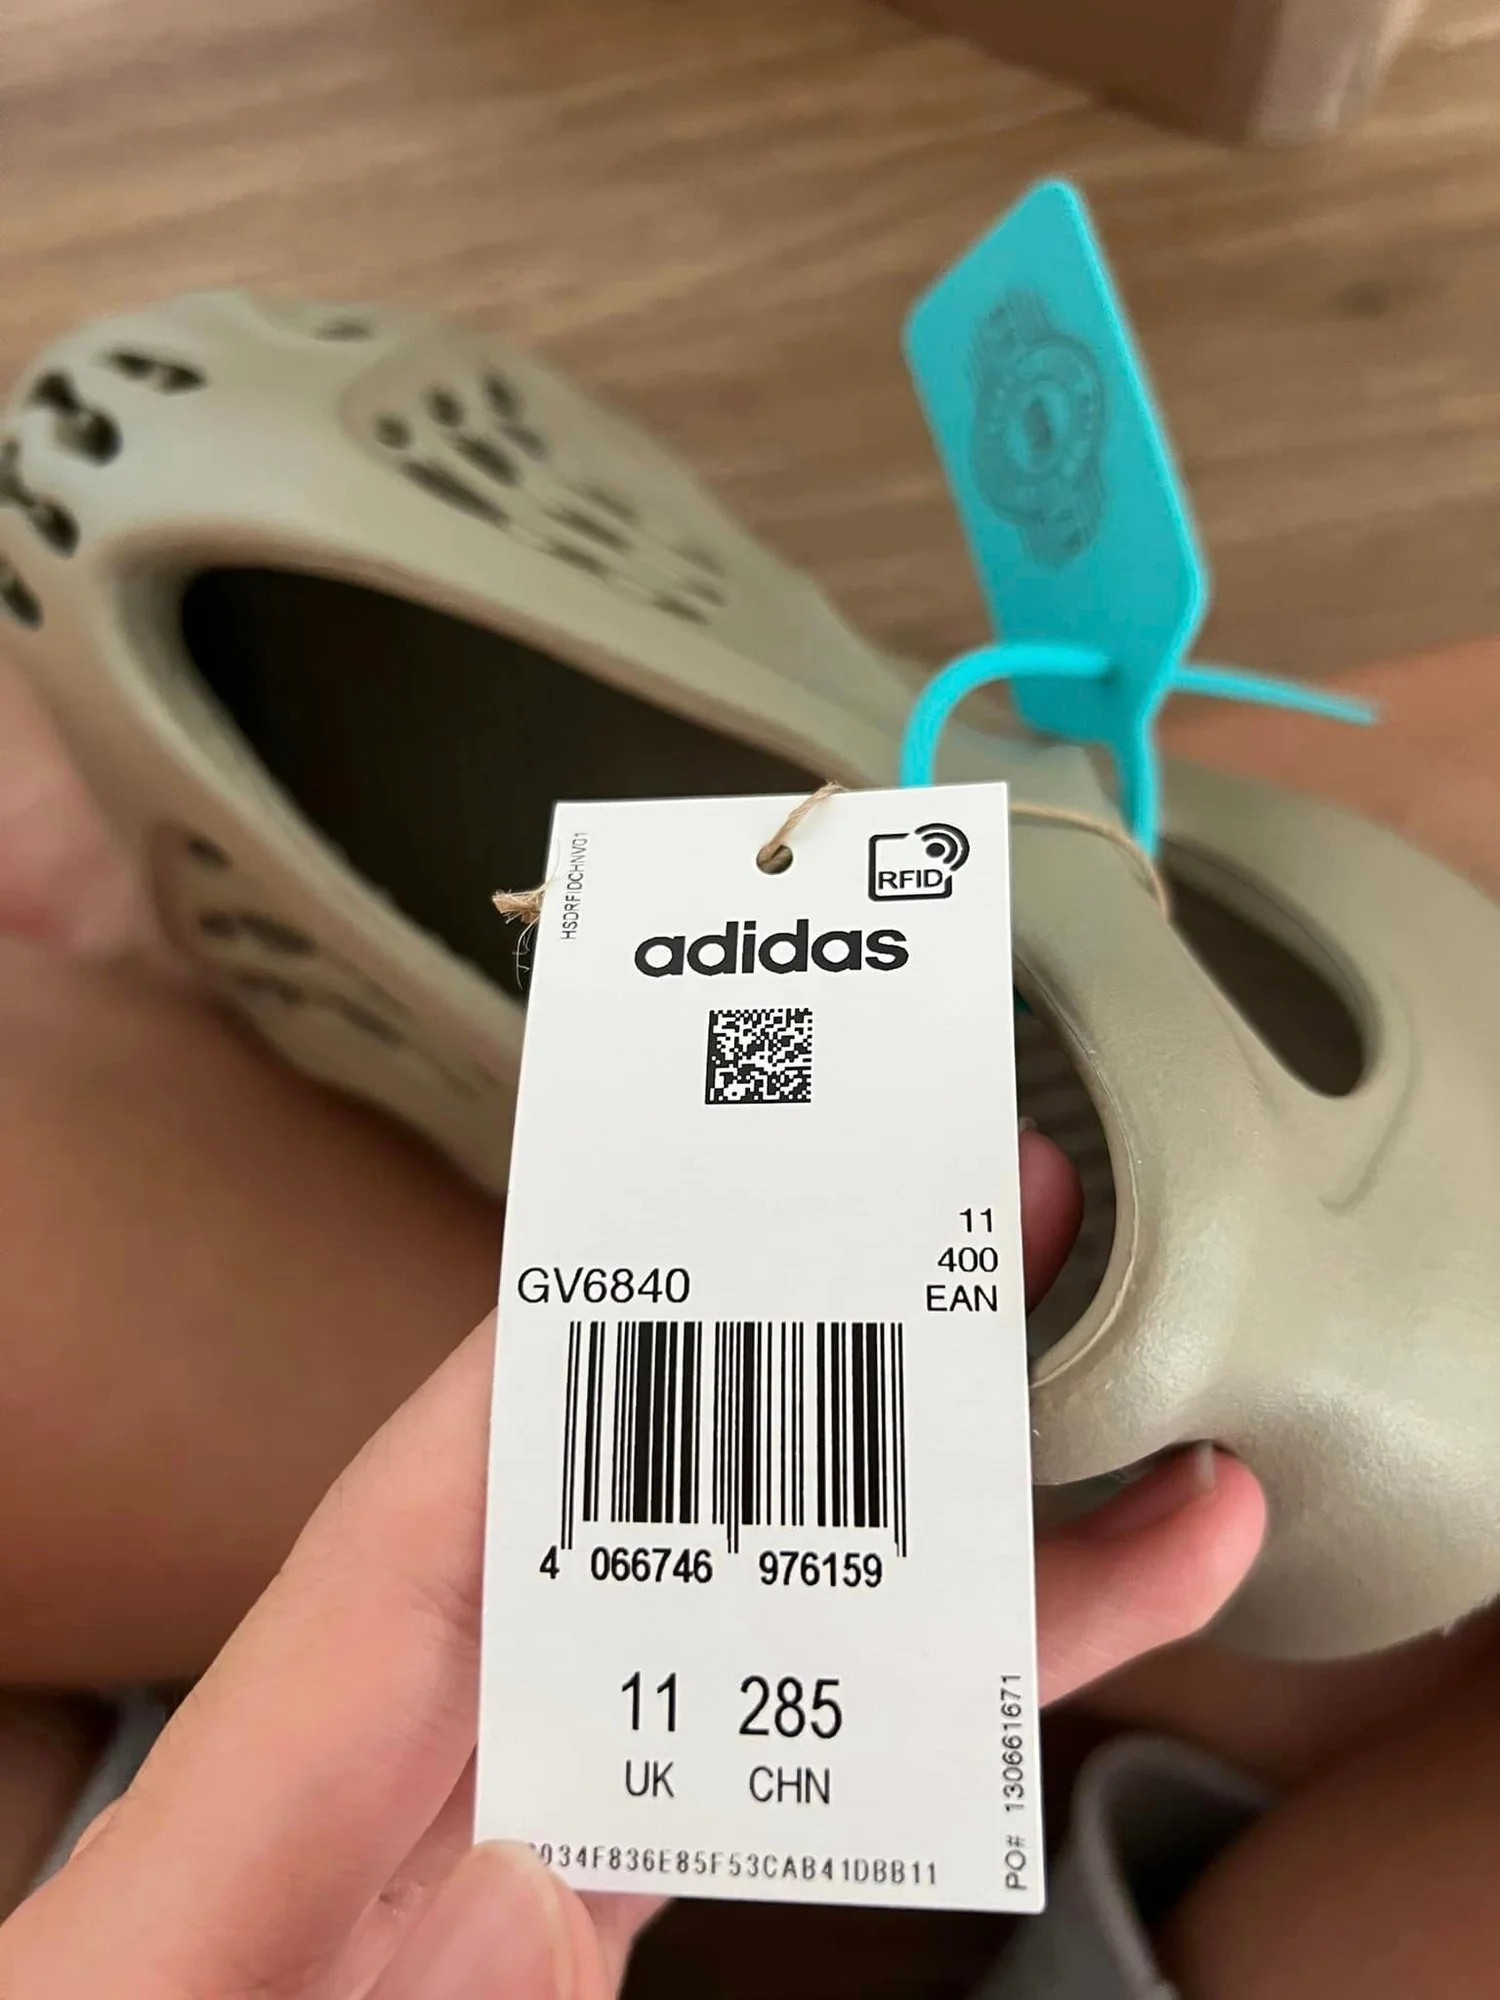 HSDRFIDCHNV01
RFID
adidas
11
400
EAN
GV6840
4 066746 976159
11 285
UK CHN
PO# 130661671
034F836E85F53CAB41DBB11